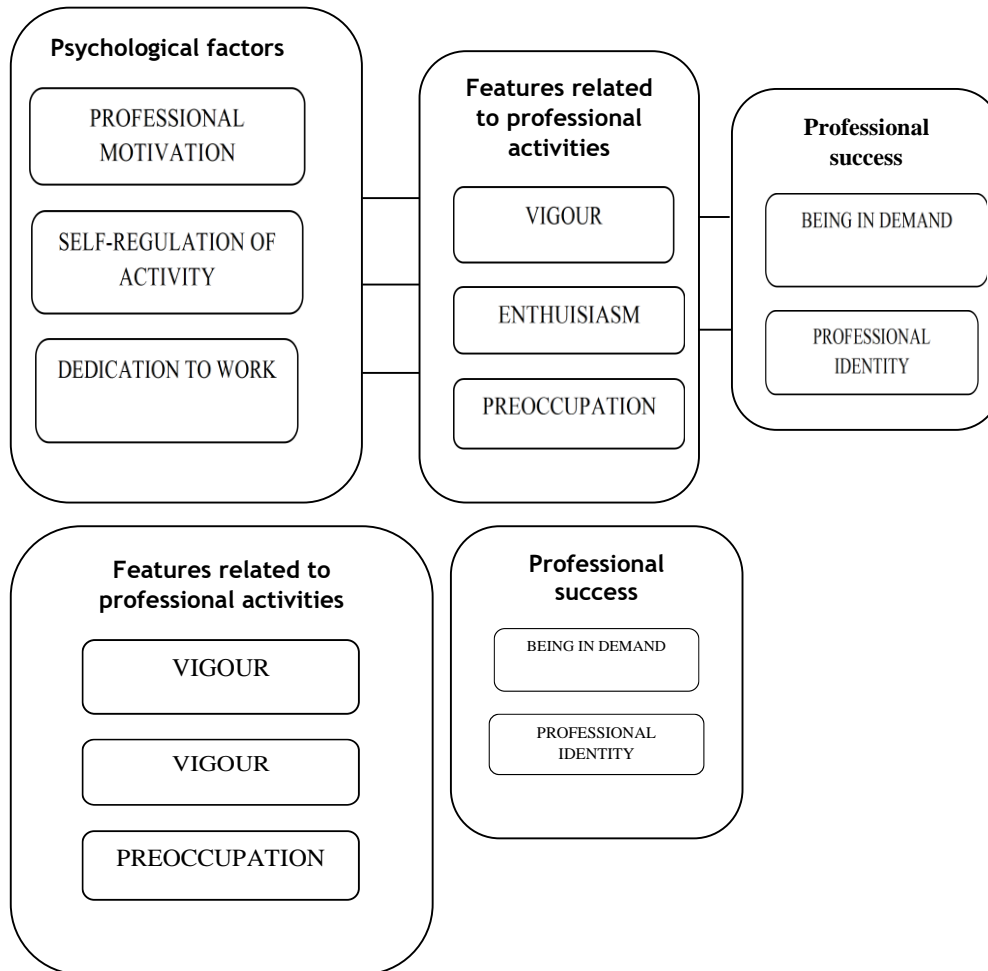 Psychological factors
PROFESSIONAL
MOTIVATION
SELF-REGULATION OF
ACTIVITY
DEDICATION TO WORK
Features related
to professional
activities
VIGOUR
ENTHUISIASM
PREOCCUPATION
Professional
success
BEING IN DEMAND
PROFESSIONAL
IDENTITY
Features related to
professional activities
VIGOUR
VIGOUR
PREOCCUPATION
Professional
success
BEING IN DEMAND
PROFESSIONAL
IDENTITY